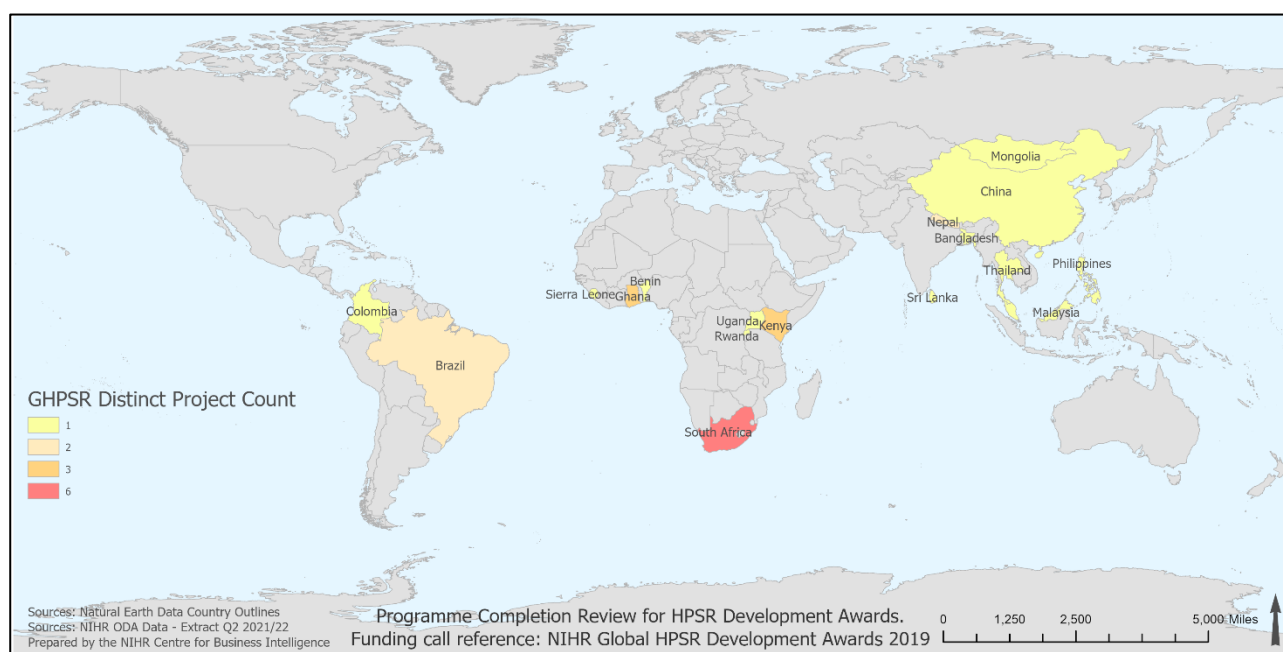 Mongolia
China
Nepal
Bangladesh
Philippines
Thailand
Benin
Sierra Leone
Ghana
Sri Lanka
Colombia
Malaysia
Uganda
Kenya
Rwanda
Brazil
South Africa
GHPSR Distinct Project Count
1
2
3
6
Sources: Natural Earth Data Country Outlines
Sources: NIHR ODA Data - Extract Q2 2021/22
Prepared by the NIHR Centre for Business Intelligence
Programme Completion Review for HPSR Development Awards.
Funding call reference: NIHR Global HPSR Development Awards 2019
0 1,250 2,500 5,000 Miles